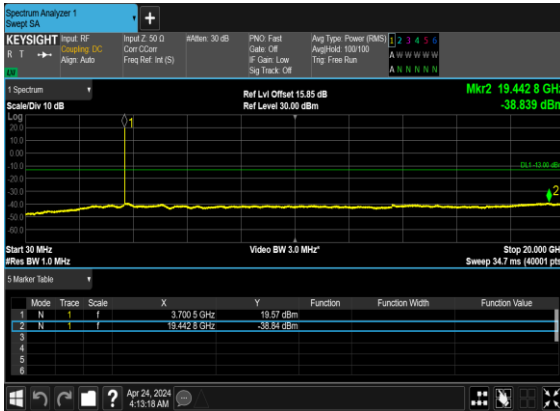 Spectrum Analyzer 1
Swept SA
+
KEYSIGHT Input: RF Input Z: 50 Ω #Atten: 30 dB PNO: Fast Avg Type: Power (RMS) 1 2 3 4 5 6
R T Coupling: DC Corr CCorr Gate: Off Avg|Hold: 100/100 A W W W W W
Align: Auto Freq Ref: Int (S) IF Gain: Low Trig: Free Run
Sig Track: Off A N N N N N
1 Spectrum
Scale/Div 10 dB
Ref Lvl Offset 15.85 dB
Ref Level 30.00 dBm
Mkr2 19.442 8 GHz
-38.839 dBm
Log
1
20.0
10.0
0.00
-10.0
DL1 -13.00 dBm
-20.0
-30.0
2
-40.0
-50.0
-60.0
Start 30 MHz Video BW 3.0 MHz* Stop 20.000 GHz
#Res BW 1.0 MHz Sweep 34.7 ms (40001 pts)
5 Marker Table
Mode Trace Scale X Y Function Function Width Function Value
1 N 1 f 3.700 5 GHz 19.57 dBm
2 N 1 f 19.442 8 GHz -38.84 dBm
3
4
5
6
? Apr 24, 2024
4:13:18 AM